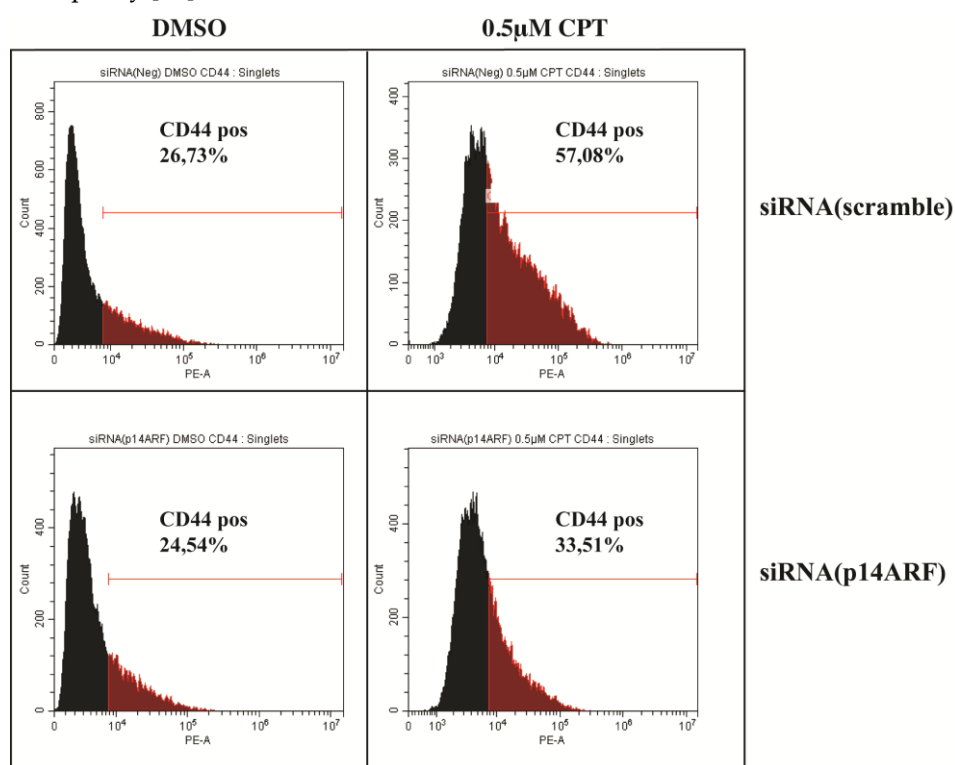 DMSO
0.5µM CPT
siRNA(Neg) DMSO CD44 : Singlets
CD44 pos
26,73%
Count
0
200
400
600
800
0
10⁴
10⁵
10⁶
10⁷
PE-A
siRNA(Neg) 0.5µM CPT CD44 : Singlets
CD44 pos
57,08%
Count
0
100
200
300
400
0
10³
10⁴
10⁵
10⁶
10⁷
PE-A
siRNA(scramble)
siRNA(p14ARF) DMSO CD44 : Singlets
CD44 pos
24,54%
Count
0
200
400
0
10⁴
10⁵
10⁶
10⁷
PE-A
siRNA(p14ARF) 0.5µM CPT CD44 : Singlets
CD44 pos
33,51%
Count
0
200
400
0
10³
10⁴
10⁵
10⁶
10⁷
PE-A
siRNA(p14ARF)